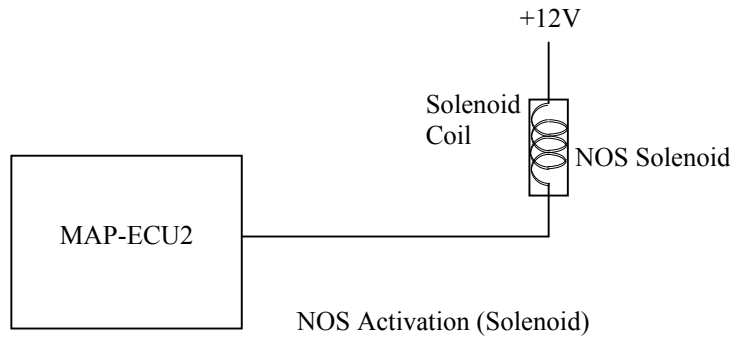 +12V
Solenoid
Coil
NOS Solenoid
MAP-ECU2
NOS Activation (Solenoid)